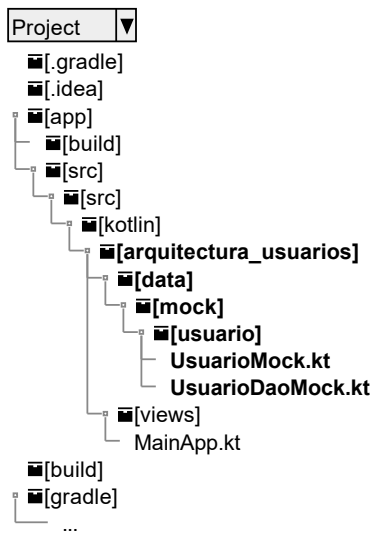 Project
[.gradle]
[.idea]
[app]
[build]
[src]
[src]
[kotlin]
[arquitectura_usuarios]
[data]
[mock]
[usuario]
UsuarioMock.kt
UsuarioDaoMock.kt
[views]
MainApp.kt
[build]
[gradle]
...